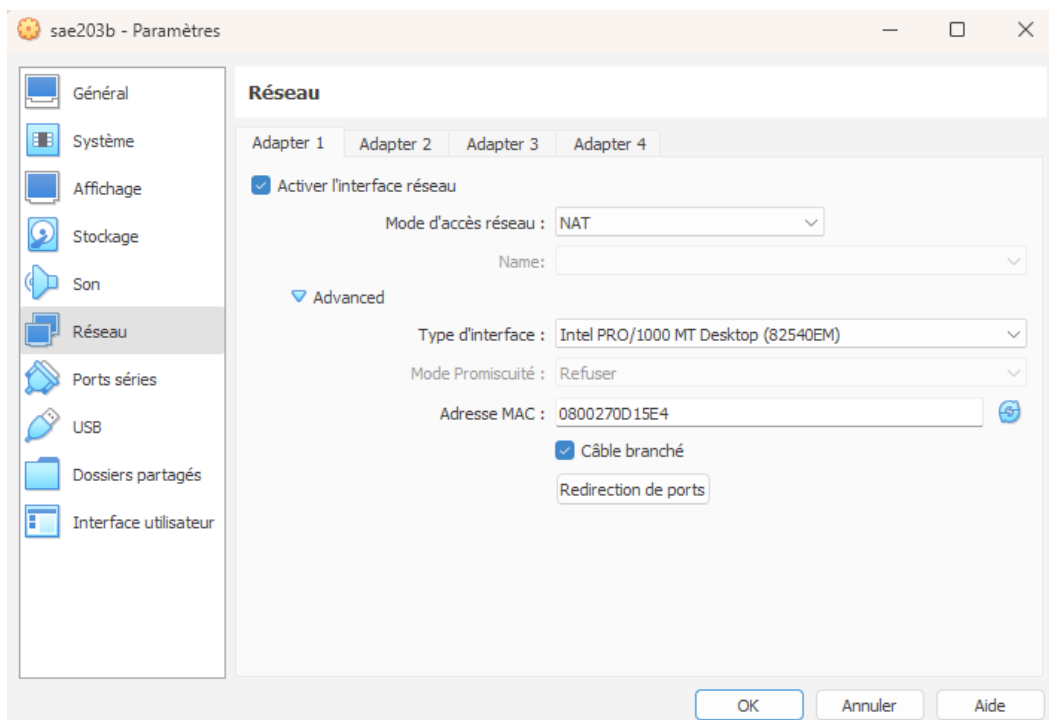 sae203b - Paramètres
Général
Système
Affichage
Stockage
Son
Réseau
Ports séries
USB
Dossiers partagés
Interface utilisateur
Réseau
Adapter 1 Adapter 2 Adapter 3 Adapter 4
Activer l'interface réseau
Mode d'accès réseau : NAT
Name:
Advanced
Type d'interface : Intel PRO/1000 MT Desktop (82540EM)
Mode Promiscuité : Refuser
Adresse MAC : 0800270D15E4
Câble branché
Redirection de ports
OK Annuler Aide